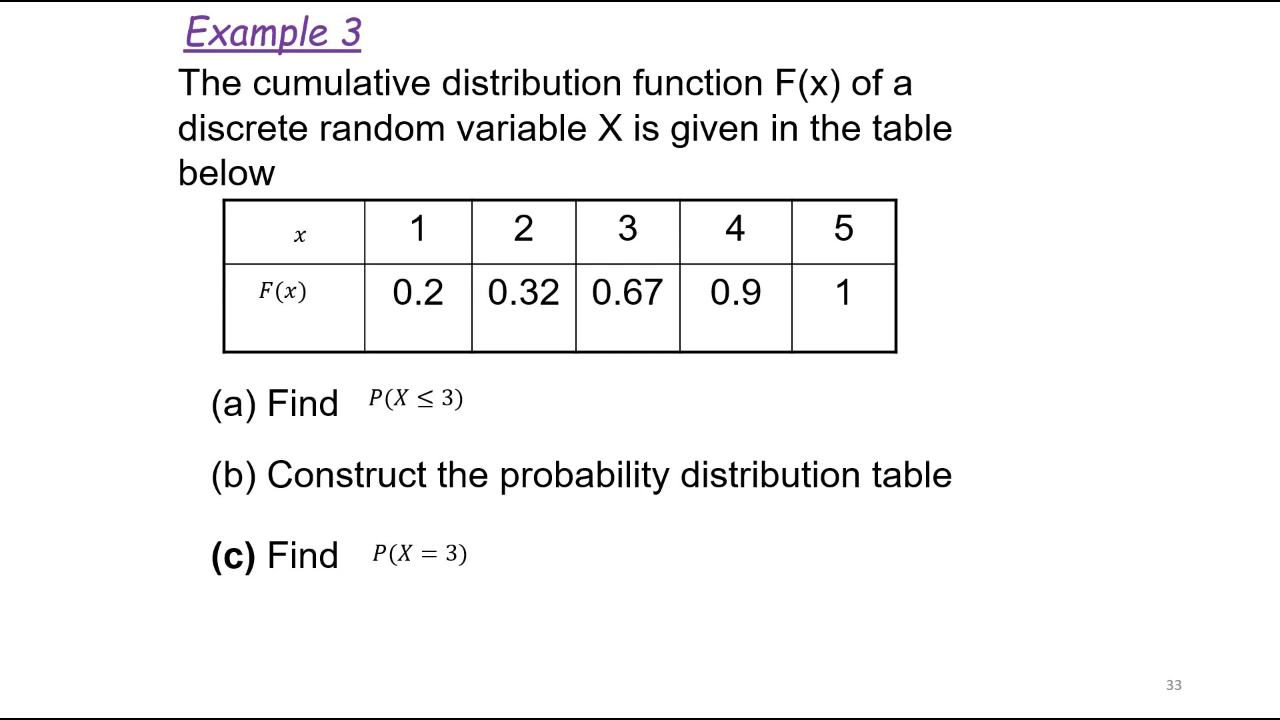 Example 3
The cumulative distribution function F(x) of a
discrete random variable X is given in the table
below
x 1 2 3 4 5
F(x) 0.2 0.32 0.67 0.9 1
(a) Find P(X ≤ 3)
(b) Construct the probability distribution table
(c) Find P(X = 3)
33